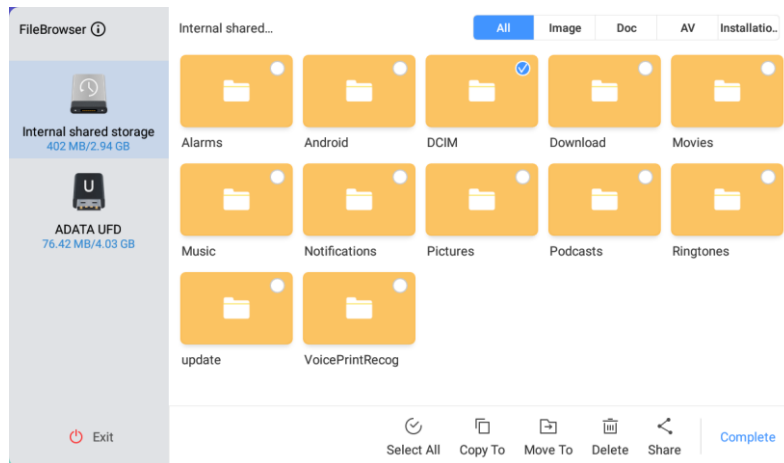 FileBrowser
Internal shared storage
402 MB/2.94 GB
U
ADATA UFD
76.42 MB/4.03 GB
Exit
Internal shared...
All Image Doc AV Installatio..
Alarms Android DCIM Download Movies
Music Notifications Pictures Podcasts Ringtones
update VoicePrintRecog
Select All Copy To Move To Delete Share Complete